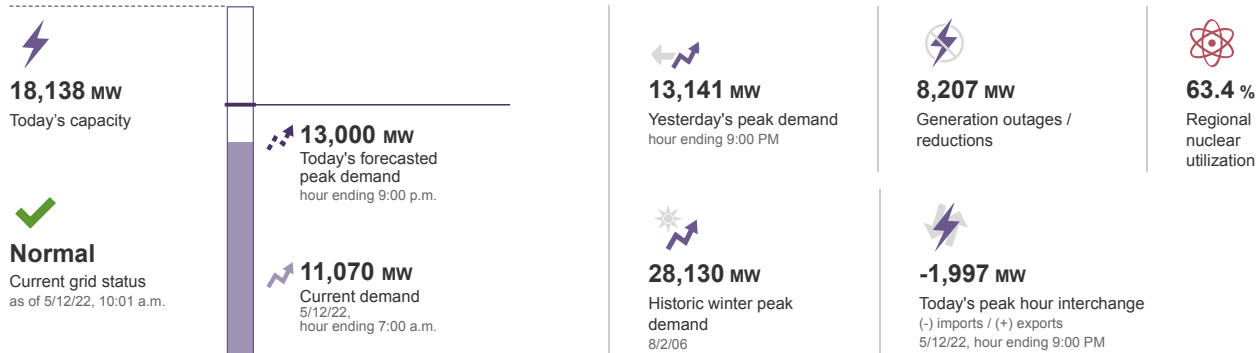 18,138 MW
Today's capacity
Normal
Current grid status
as of 5/12/22, 10:01 a.m.
13,000 MW
Today's forecasted
peak demand
hour ending 9:00 p.m.
11,070 MW
Current demand
5/12/22,
hour ending 7:00 a.m.
13,141 MW
Yesterday's peak demand
hour ending 9:00 PM
8,207 MW
Generation outages /
reductions
63.4 %
Regional
nuclear
utilization
28,130 MW
Historic winter peak
demand
8/2/06
-1,997 MW
Today's peak hour interchange
(-) imports / (+) exports
5/12/22, hour ending 9:00 PM